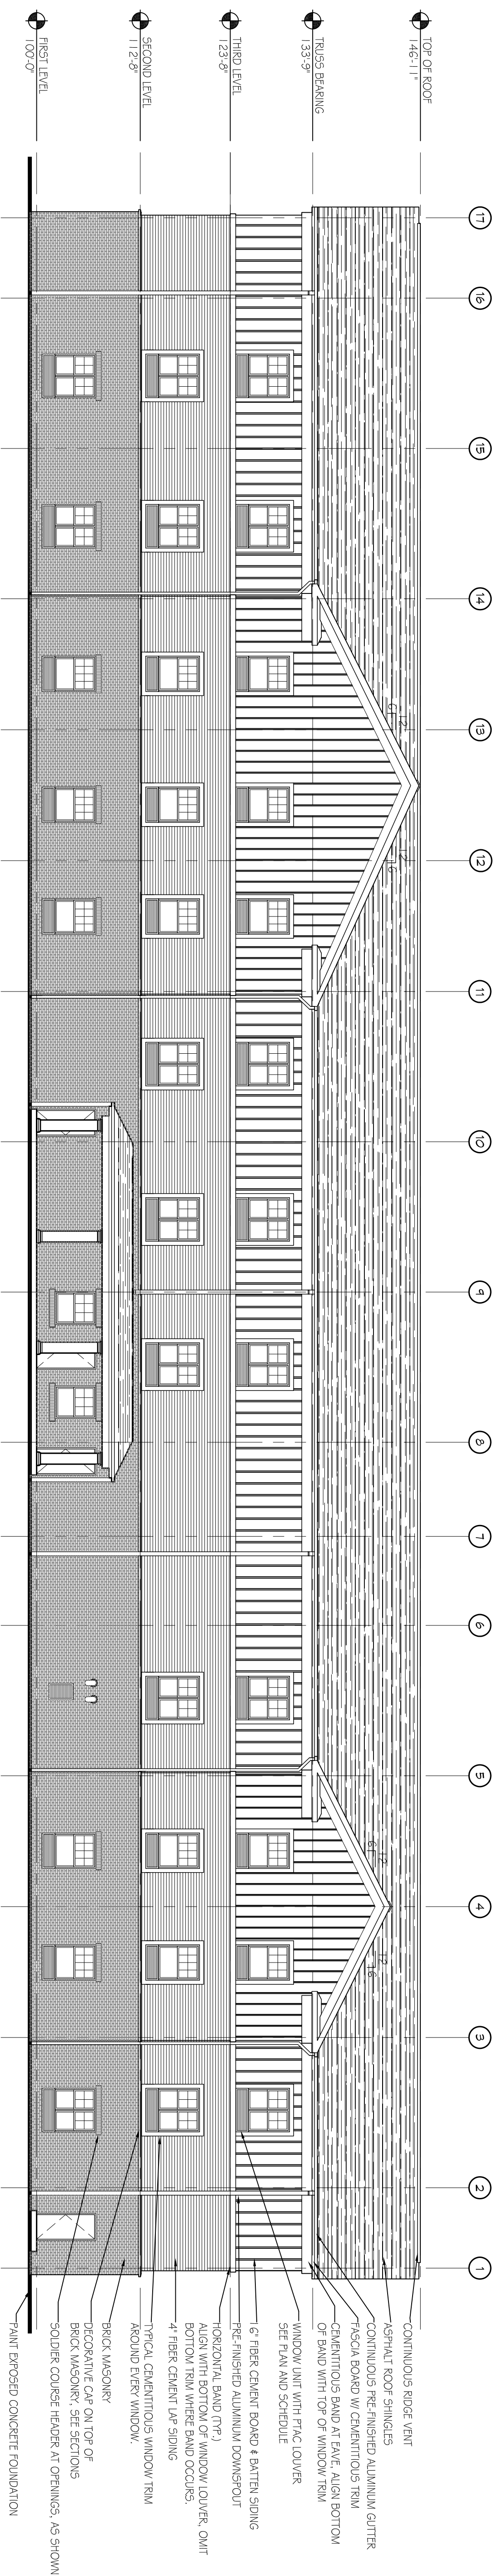 TOP OF ROOF
146'-11"
TRUSS BEARING
133'-9"
THIRD LEVEL
123'-8"
SECOND LEVEL
112'-8"
FIRST LEVEL
100'-0"
17
16
15
14
13
12
11
10
9
8
7
6
5
4
3
2
1
12
6
12
6
12
6
12
6
CONTINUOUS RIDGE VENT
ASPHALT ROOF SHINGLES
CONTINUOUS PRE-FINISHED ALUMINUM GUTTER
FASCIA BOARD W/ CEMENTITIOUS TRIM
CEMENTITIOUS BAND AT EAVE, ALIGN BOTTOM
OF BAND WITH TOP OF WINDOW TRIM
WINDOW UNIT WITH PTAC LOUVER
SEE PLAN AND SCHEDULE
16" FIBER CEMENT BOARD & BATTEN SIDING
PRE-FINISHED ALUMINUM DOWNSPOUT
HORIZONTAL BAND (TYP.)
ALIGN WITH BOTTOM OF WINDOW LOUVER, OMIT
BOTTOM TRIM WHERE BAND OCCURS.
4" FIBER CEMENT LAP SIDING
TYPICAL CEMENTITIOUS WINDOW TRIM
AROUND EVERY WINDOW.
BRICK MASONRY
DECORATIVE CAP ON TOP OF
BRICK MASONRY, SEE SECTIONS
SOLDIER COURSE HEADER AT OPENINGS, AS SHOWN
PAINT EXPOSED CONCRETE FOUNDATION